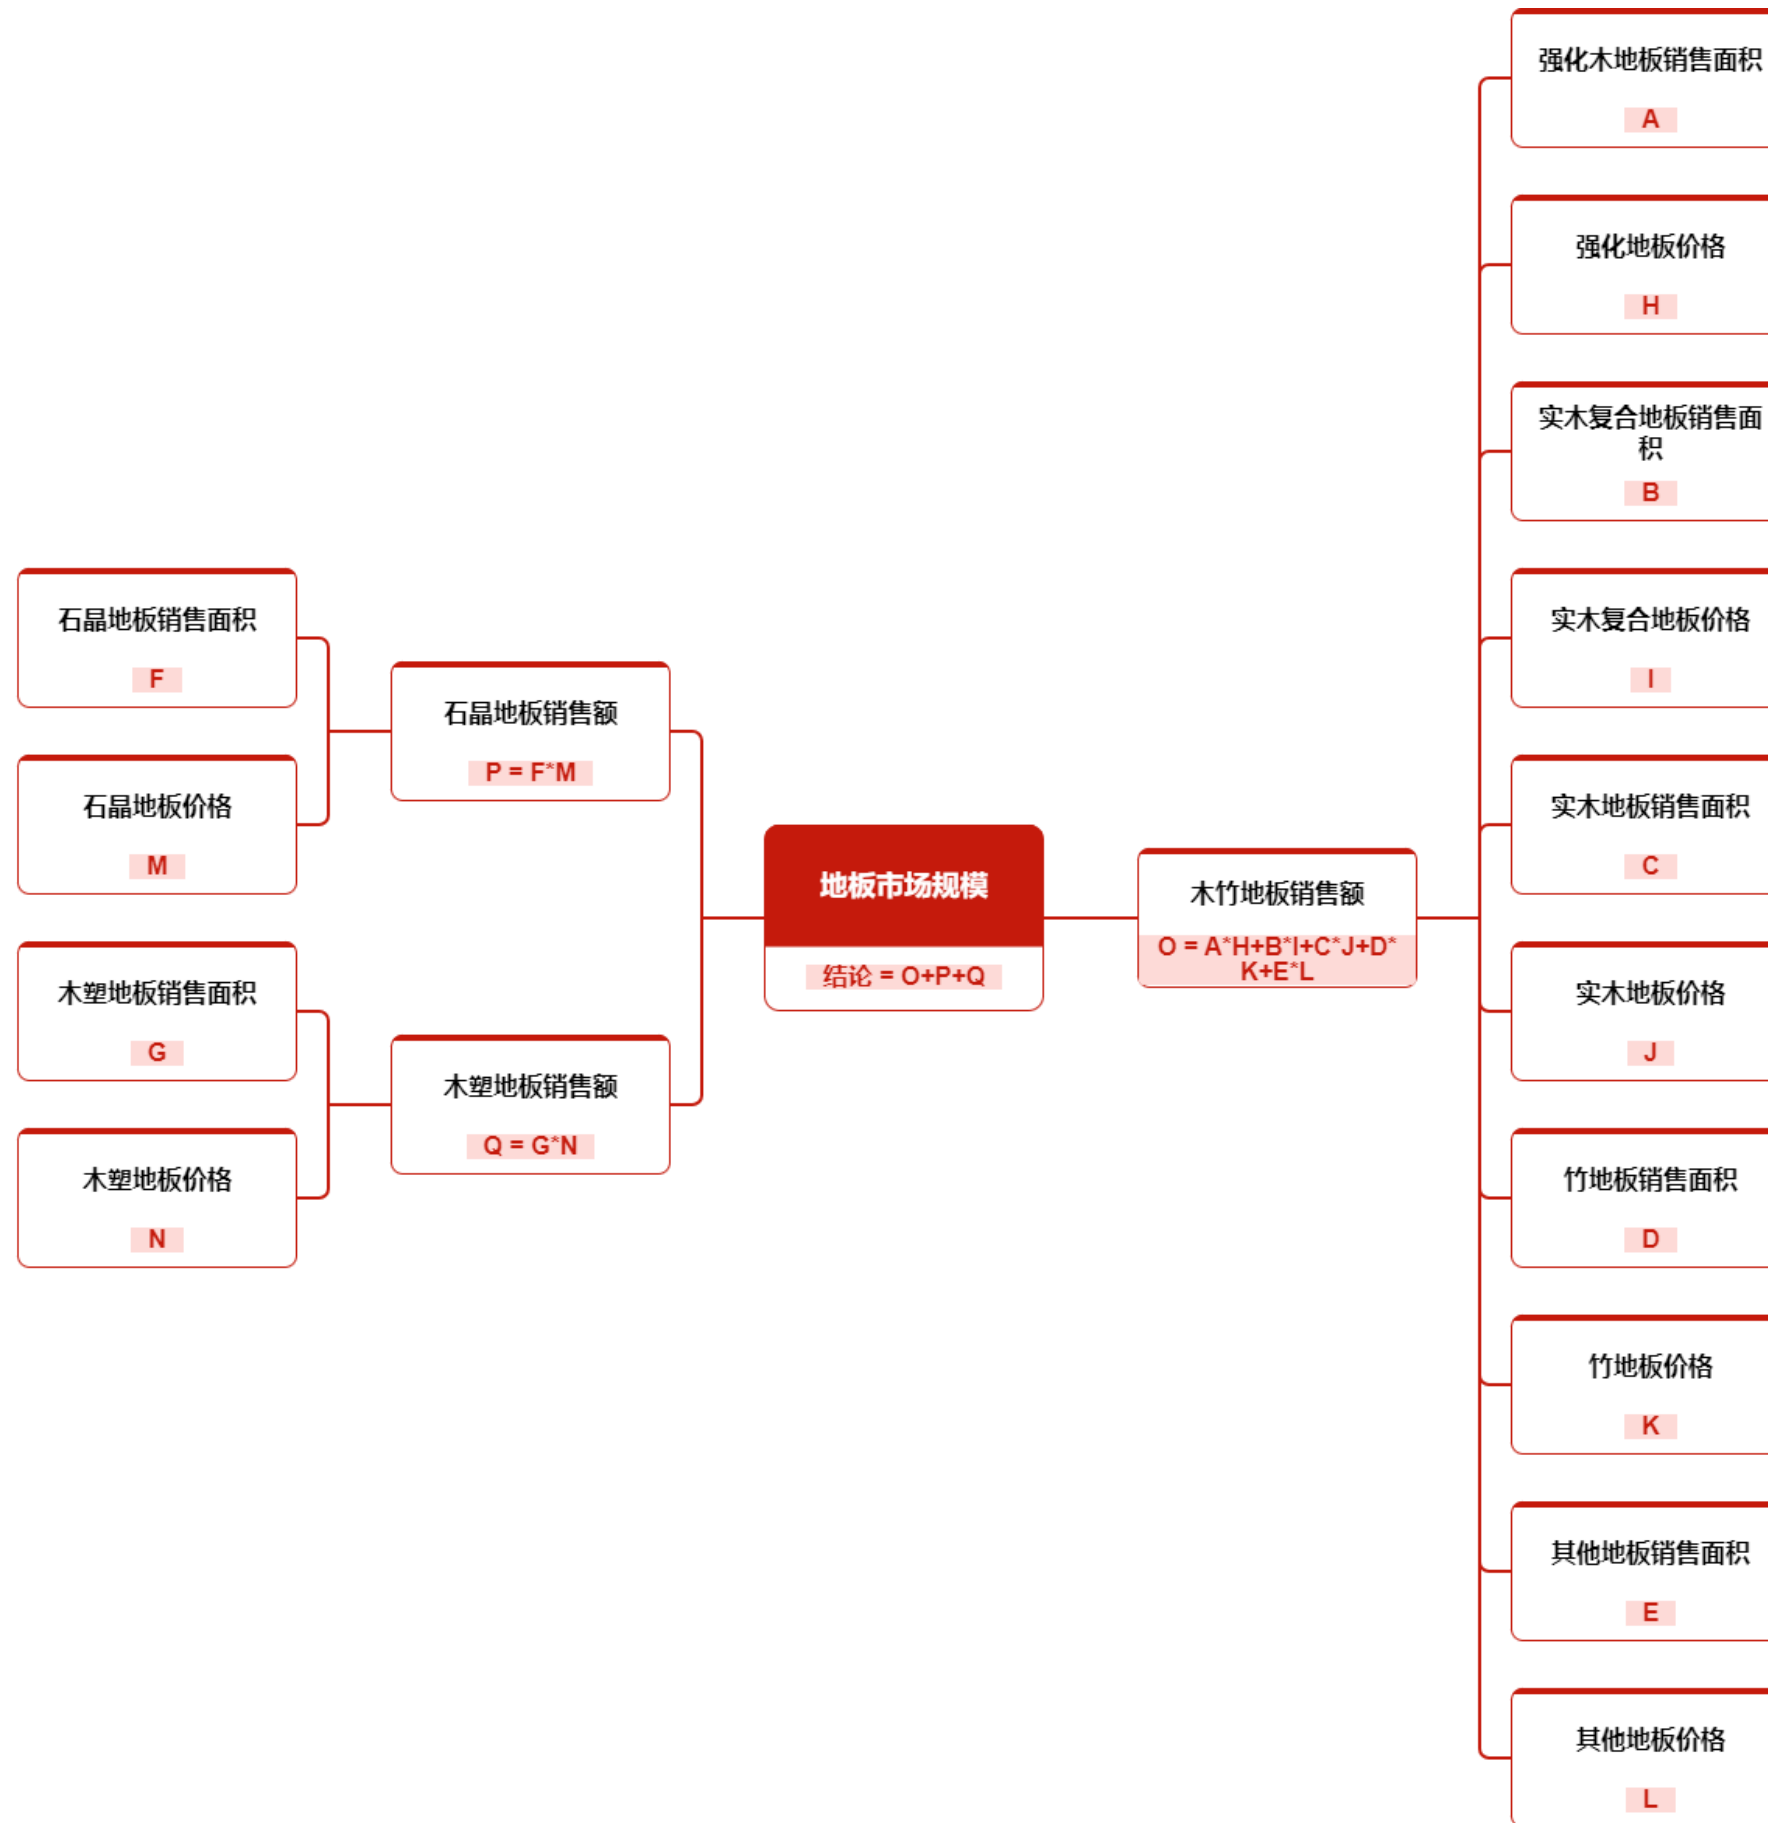 石晶地板销售面积
F
石晶地板价格
M
木塑地板销售面积
G
木塑地板价格
N
石晶地板销售额
P = F*M
木塑地板销售额
Q = G*N
地板市场规模
结论 = O+P+Q
木竹地板销售额
O = A*H+B*I+C*J+D*
K+E*L
强化木地板销售面积
A
强化地板价格
H
实木复合地板销售面
积
B
实木复合地板价格
I
实木地板销售面积
C
实木地板价格
J
竹地板销售面积
D
竹地板价格
K
其他地板销售面积
E
其他地板价格
L